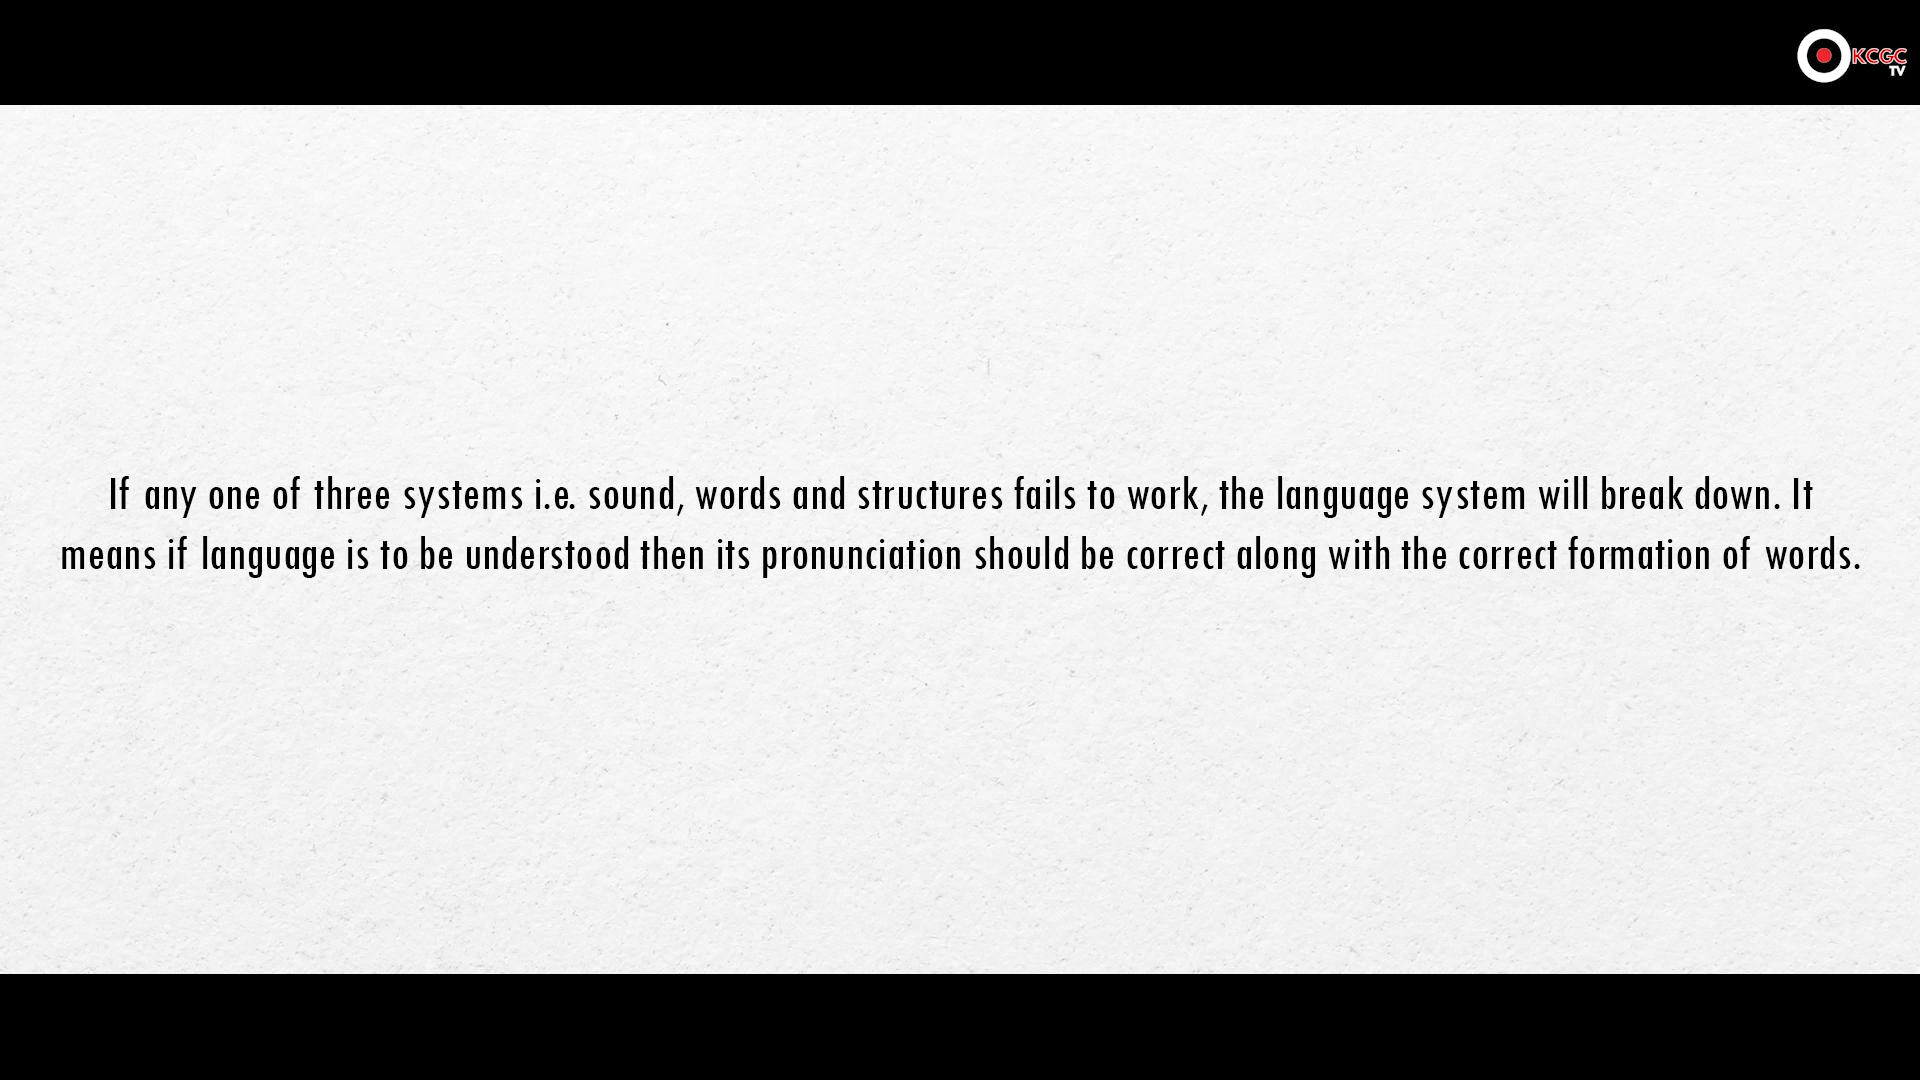 KCGC
TV
If any one of three systems i.e. sound, words and structures fails to work, the language system will break down. It
means if language is to be understood then its pronunciation should be correct along with the correct formation of words.